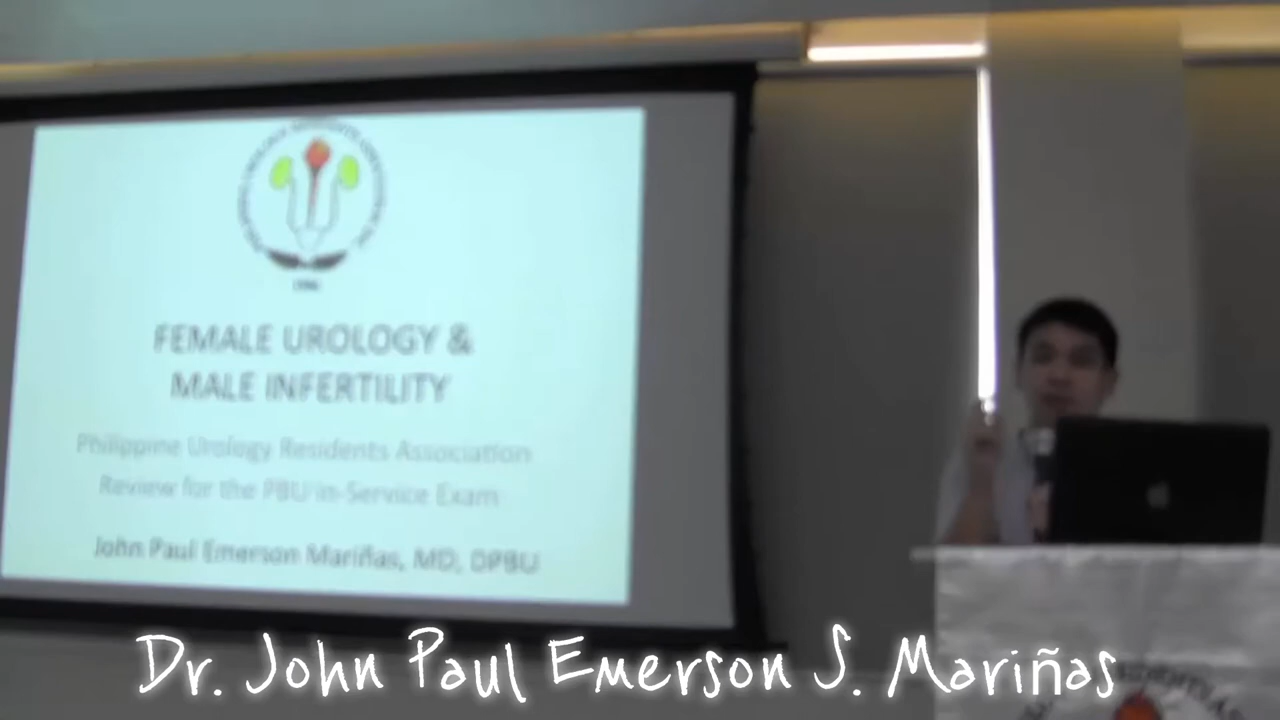 FEMALE UROLOGY &
MALE INFERTILITY
Philippine Urology Residents Association
Review for the PBU In-Service Exam
John Paul Emerson Mariñas, MD, DPBU
Dr. John Paul Emerson S. Mariñas